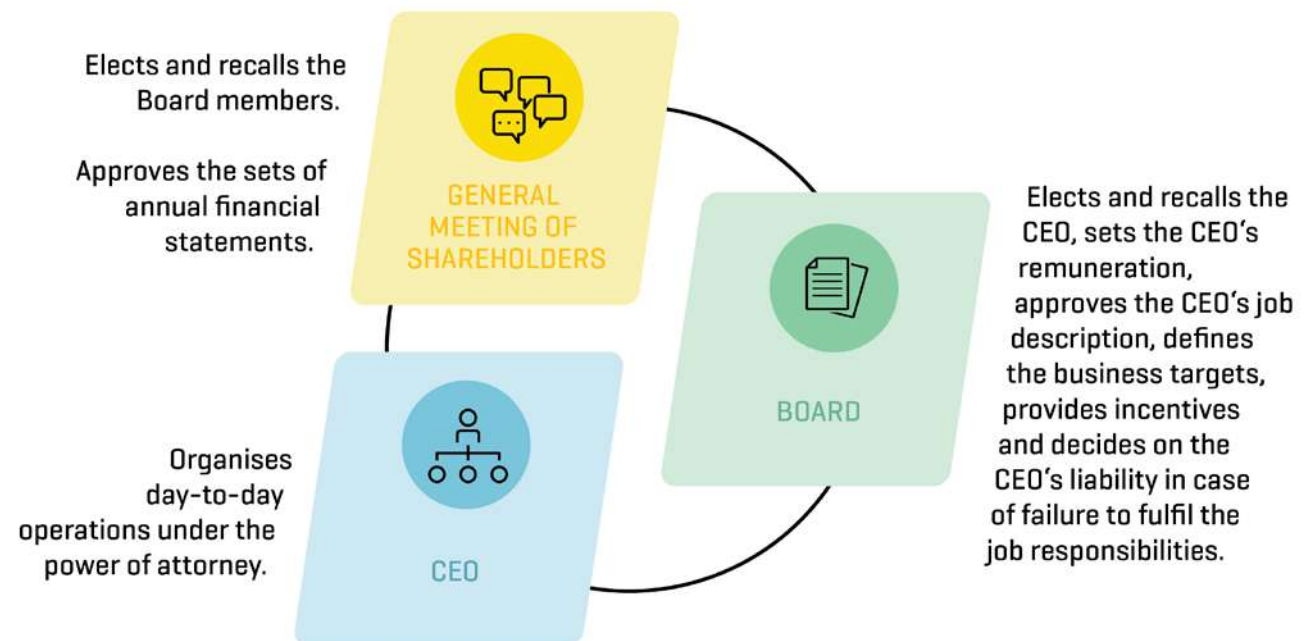 Elects and recalls the
Board members.
Approves the sets of
annual financial
statements.
GENERAL
MEETING OF
SHAREHOLDERS
Elects and recalls the
CEO, sets the CEO‘s
remuneration,
approves the CEO‘s job
description, defines
the business targets,
provides incentives
and decides on the
CEO‘s liability in case
of failure to fulfil the
job responsibilities.
BOARD
Organises
day-to-day
operations under the
power of attorney.
CEO